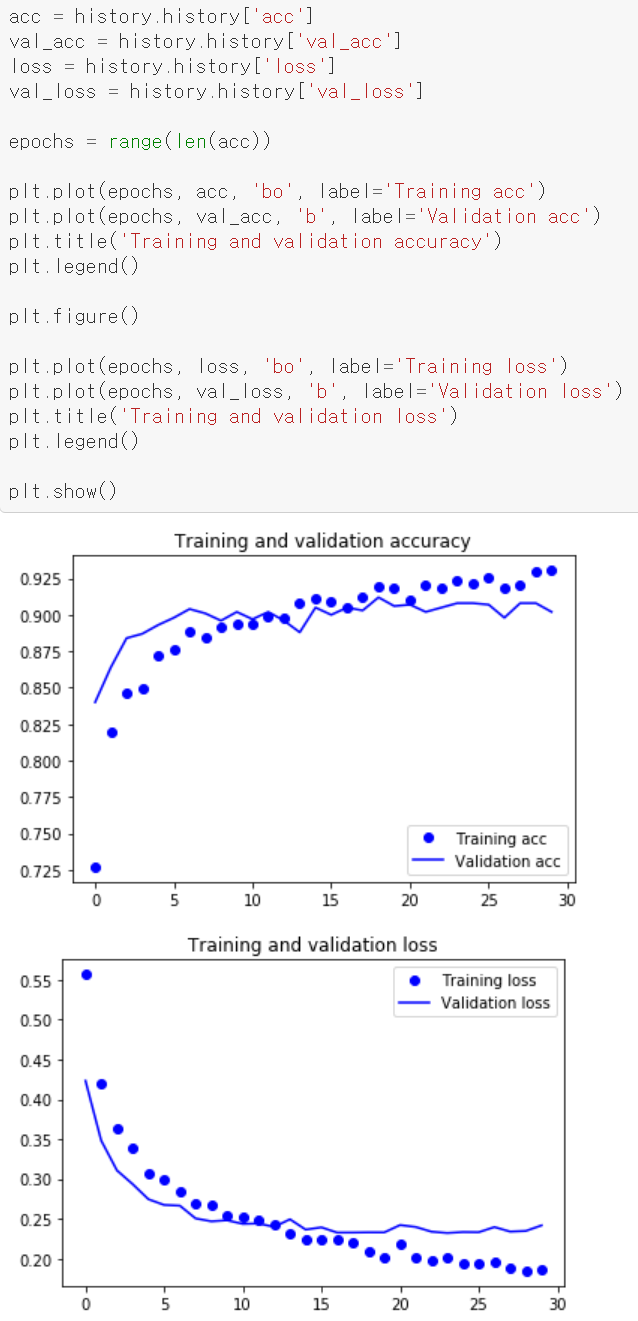 acc = history.history['acc']
val_acc = history.history['val_acc']
loss = history.history['loss']
val_loss = history.history['val_loss']
epochs = range(len(acc))
plt.plot(epochs, acc, 'bo', label='Training acc')
plt.plot(epochs, val_acc, 'b', label='Validation acc')
plt.title('Training and validation accuracy')
plt.legend()
plt.figure()
plt.plot(epochs, loss, 'bo', label='Training loss')
plt.plot(epochs, val_loss, 'b', label='Validation loss')
plt.title('Training and validation loss')
plt.legend()
plt.show()
Training and validation accuracy
0.925
0.900
0.875
0.850
0.825
0.800
0.775
0.750
0.725
Training acc
Validation acc
0 5 10 15 20 25 30
Training and validation loss
Training loss
Validation loss
0.55
0.50
0.45
0.40
0.35
0.30
0.25
0.20
0 5 10 15 20 25 30